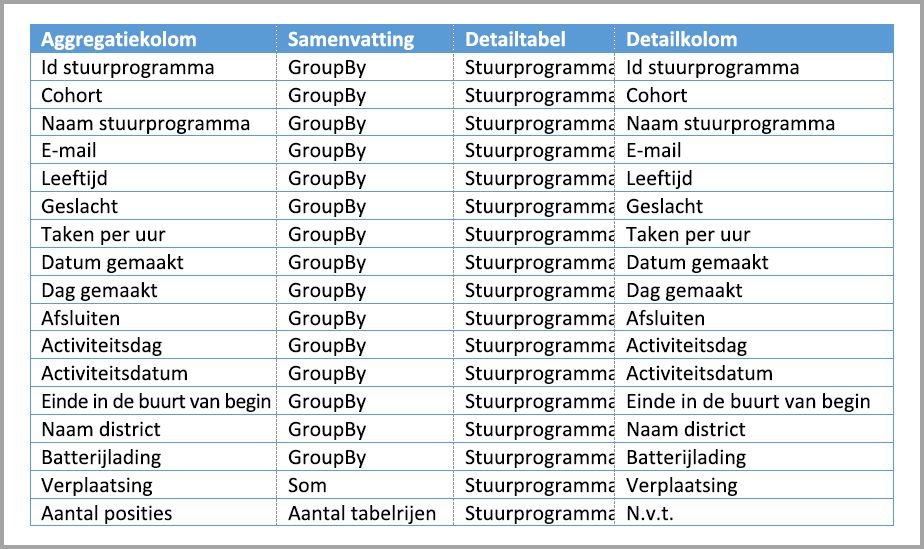 Aggregatiekolom Samenvatting Detailtabel Detailkolom
Id stuurprogramma GroupBy Stuurprogramma Id stuurprogramma
Cohort GroupBy Stuurprogramma Cohort
Naam stuurprogramma GroupBy Stuurprogramma Naam stuurprogramma
E-mail GroupBy Stuurprogramma E-mail
Leeftijd GroupBy Stuurprogramma Leeftijd
Geslacht GroupBy Stuurprogramma Geslacht
Taken per uur GroupBy Stuurprogramma Taken per uur
Datum gemaakt GroupBy Stuurprogramma Datum gemaakt
Dag gemaakt GroupBy Stuurprogramma Dag gemaakt
Afsluiten GroupBy Stuurprogramma Afsluiten
Activiteitsdag GroupBy Stuurprogramma Activiteitsdag
Activiteitsdatum GroupBy Stuurprogramma Activiteitsdatum
Einde in de buurt van begin GroupBy Stuurprogramma Einde in de buurt van begin
Naam district GroupBy Stuurprogramma Naam district
Batterijlading GroupBy Stuurprogramma Batterijlading
Verplaatsing Som Stuurprogramma Verplaatsing
Aantal posities Aantal tabelrijen Stuurprogramma N.v.t.